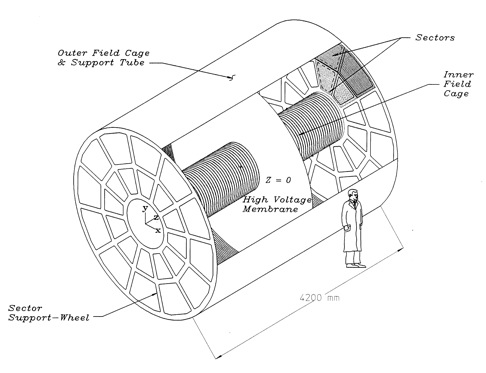 Outer Field Cage
& Support Tube
Sectors
Inner
Field
Cage
Z = 0
High Voltage
Membrane
y
z
x
Sector
Support-Wheel
4200 mm